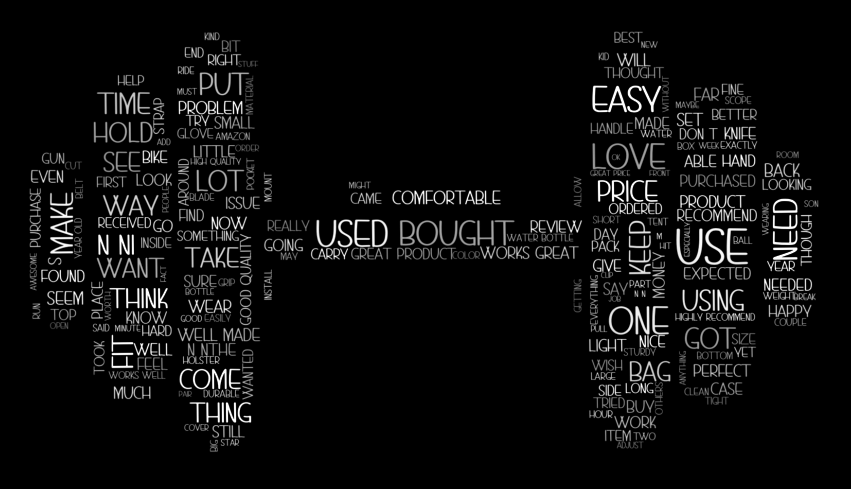 KIND
BIT
END
RIGHT
STUFF
RIDE
PUT
MUST
MATERIAL
PROBLEM
TRY SMALL
GLOVE AMAZON
LITTLE ORDER
HIGH QUALITY
POCKET
LOT
AROUND
BLADE
ISSUE
MOUNT
FIND NOW
SOMETHING
TAKE
SURE GRIP
BOTTLE
WEAR
GOOD EASILY
GOOD QUALITY
INSTALL
WELL MADE
N NTHE
HOLSTER
WANTED
COME
PAIR DURABLE
THING
COVER STILL
BIG STAR
HELP
TIME
STRAP
HOLD
ADD
SEE BIKE
FIRST LOOK
WAY
PEOPLE
RECEIVED GO
N NI INSIDE
WANT
FACT
PLACE
WORTH
THINK
KNOW
SAID MINUTE HARD
TOOK
FIT WELL
FEEL
WORKS WELL
MUCH
GUN CUT
EVEN
BELT
PURCHASE
MAKE
YEAR OLD
S
AWESOME
FOUND
RUN
SEEM
TOP
OPEN
MIGHT
CAME COMFORTABLE
REALLY USED BOUGHT REVIEW
WATER BOTTLE
GOING
MAY
CARRY GREAT PRODUCT COLOR WORKS GREAT
BEST NEW
KID WILL
THOUGHT
WITHOUT
EASY
HANDLE MADE
WATER
LOVE
OK
GREAT PRICE FRONT
ALLOW
PRICE
ORDERED
SHORT TENT
DAY
PACK
KEEP
M
HIT
GIVE
CLIP
MONEY
GETTING
EVERYTHING
SAY PART
JOB N N
ONE
PULL
NICE
LIGHT STURDY
WISH BAG
LARGE
SIDE LONG
OTHERS
TRIED BUY
HOUR WORK
ITEM TWO
ADJUST
FAR FINE
SCOPE
MAYBE
SET BETTER
DON T KNIFE
BOX WEEK EXACTLY
ABLE HAND
PURCHASED
PRODUCT
RECOMMEND
ESPECIALLY
USE
BALL
EXPECTED
USING
HIGHLY RECOMMEND
GOT SIZE
BOTTOM YET
ANYTHING
PERFECT
CLEAN CASE
TIGHT
ROOM
BACK
LOOKING
WEARING
SON
NEED
THOUGH
YEAR
NEEDED
WEIGHT BREAK
HAPPY
COUPLE